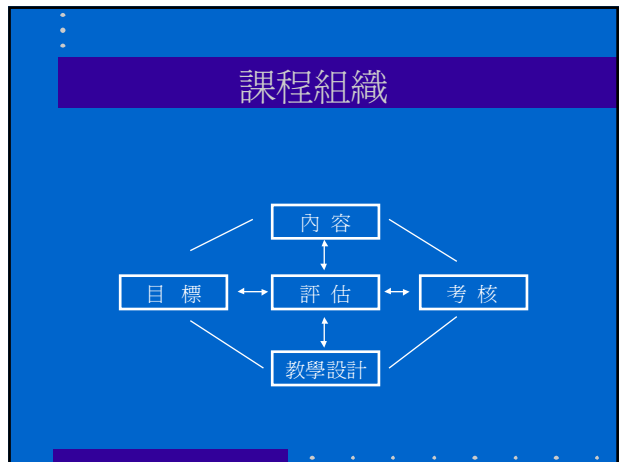 課程組織
內 容
目 標
評 估
考 核
教學設計